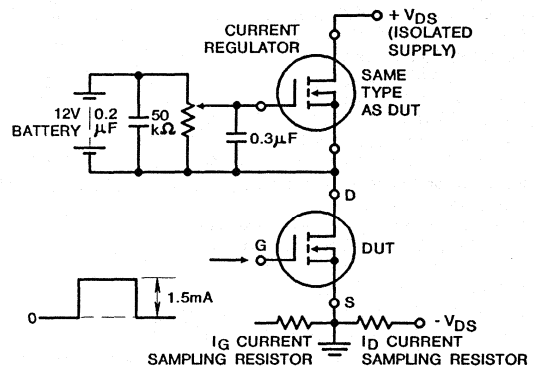 + VDS
(ISOLATED
SUPPLY)
CURRENT
REGULATOR
SAME
TYPE
AS DUT
12V
BATTERY
0.2
μF
50
kΩ
0.3μF
D
G
DUT
S
1.5mA
0
- VDS
IG CURRENT
SAMPLING RESISTOR
ID CURRENT
SAMPLING RESISTOR